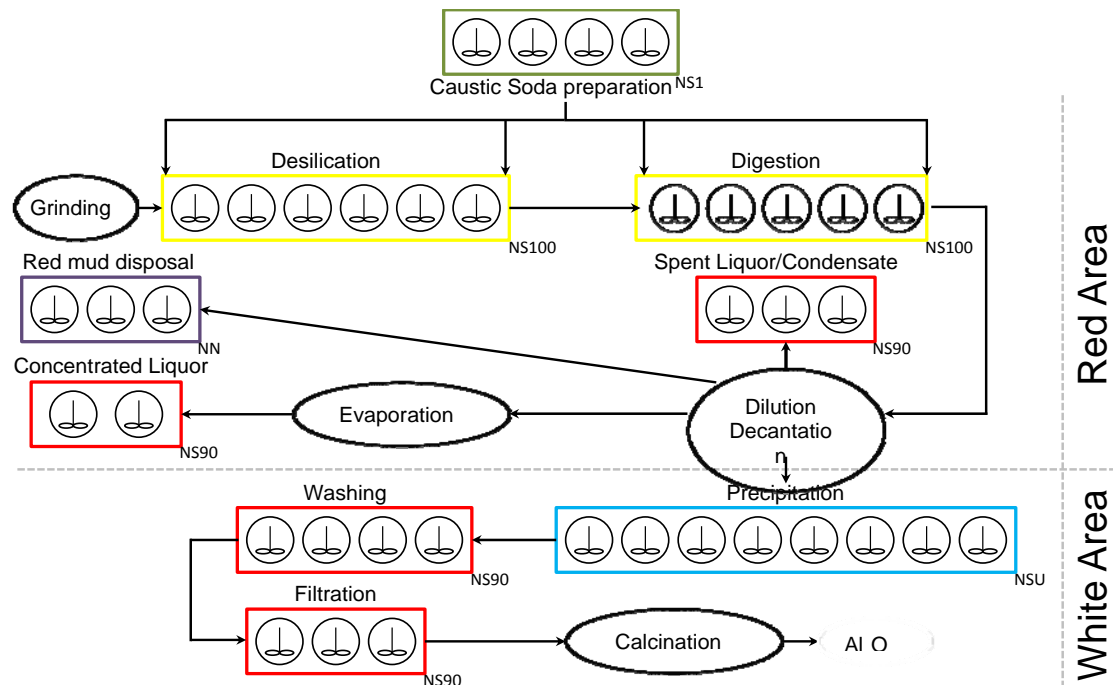 Caustic Soda preparation NS1
Desilication
Digestion
Grinding
NS100
NS100
Red mud disposal
Spent Liquor/Condensate
NN
NS90
Concentrated Liquor
Evaporation
Dilution
Decantatio
n
NS90
Red Area
Washing
Precipitation
NS90
NSU
Filtration
Calcination
Al O
NS90
White Area